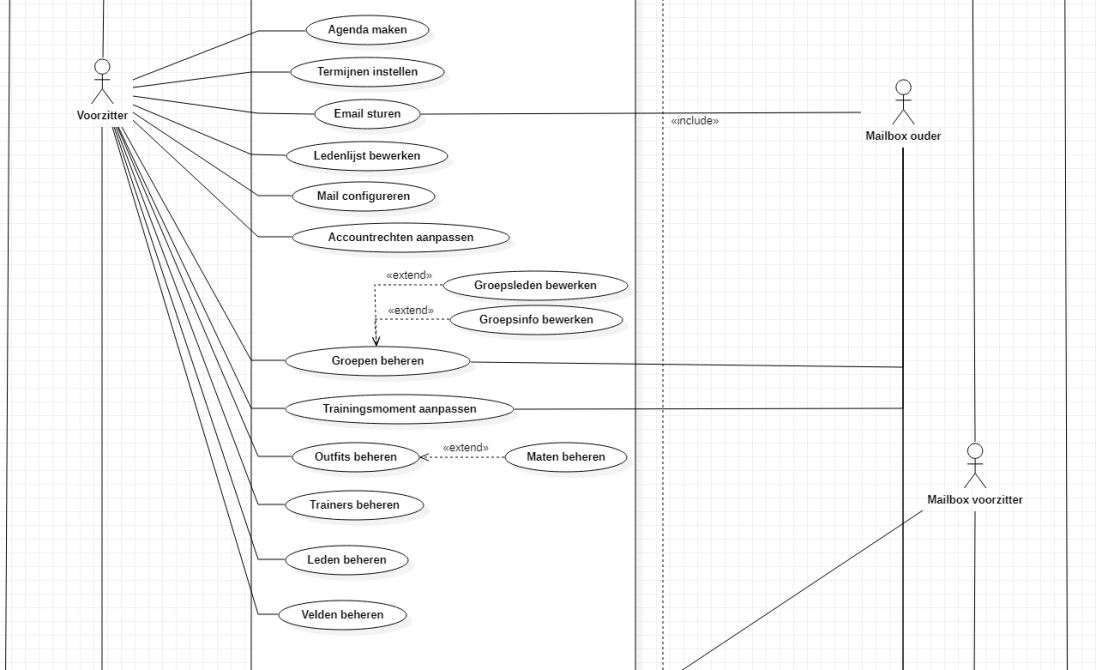 Agenda maken
Termijnen instellen
Voorzitter
Email sturen
«include»
Mailbox ouder
Ledenlijst bewerken
Mail configureren
Accountrechten aanpassen
«extend»
Groepsleden bewerken
«extend»
Groepsinfo bewerken
Groepen beheren
Trainingsmoment aanpassen
«extend»
Outfits beheren
Maten beheren
Mailbox voorzitter
Trainers beheren
Leden beheren
Velden beheren